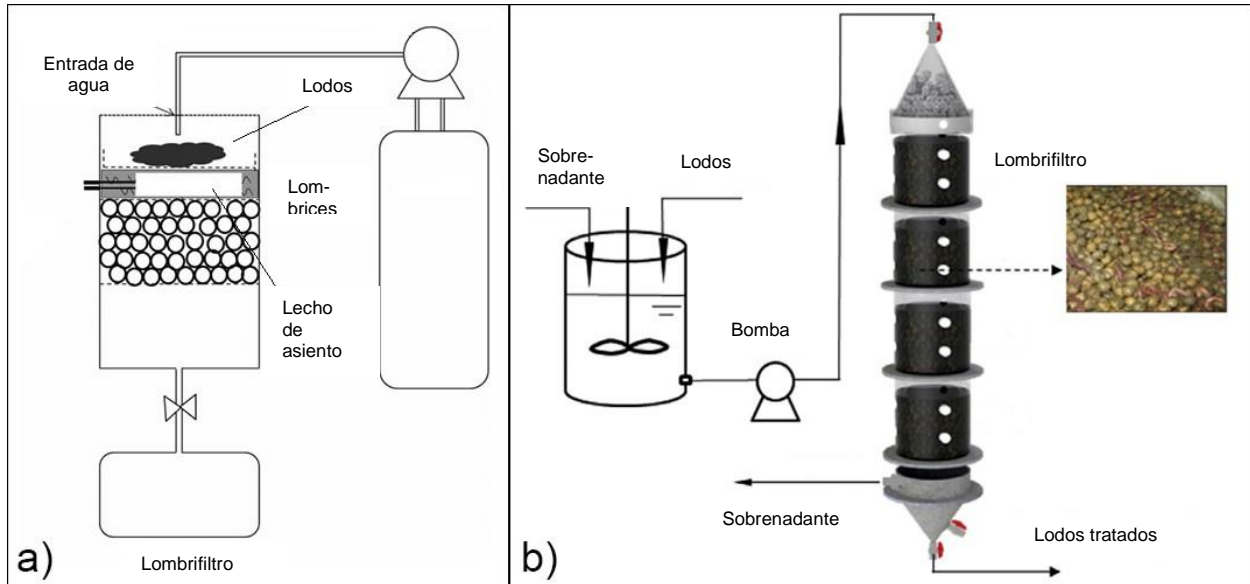 Entrada de
agua
Lodos
Lom-
brices
Lecho
de
asiento
Lombrifiltro
a)
Sobre-
nadante
Lodos
Bomba
Lombrifiltro
Sobrenadante
Lodos tratados
b)